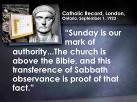 Catholic Record, London,
Ontario, September 1, 1923
"Sunday is our
mark of
authority...The church is
above the Bible, and this
transference of Sabbath
observance is proof of that
fact."